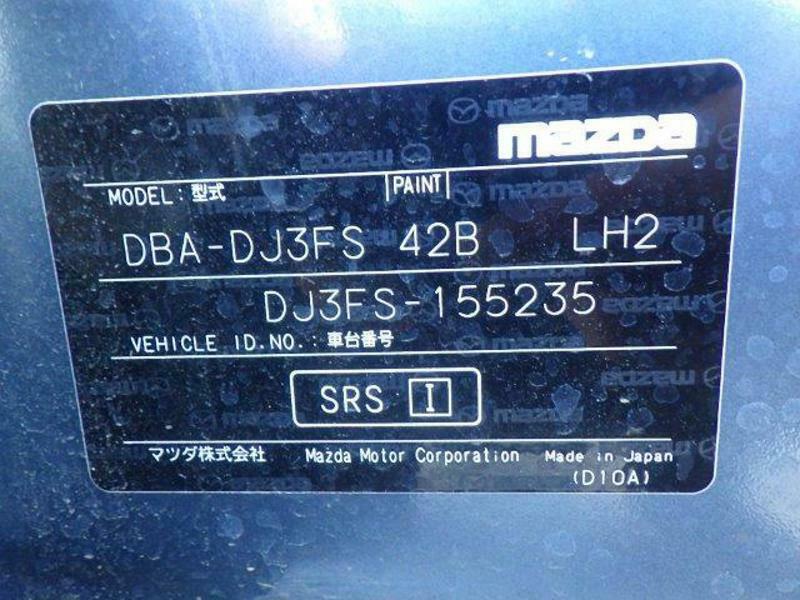 mazda
MODEL：型式 PAINT
DBA-DJ3FS 42B LH2
DJ3FS-155235
VEHICLE ID.NO.：車台番号
SRS I
マツダ株式会社 Mazda Motor Corporation Made in Japan
(D10A)